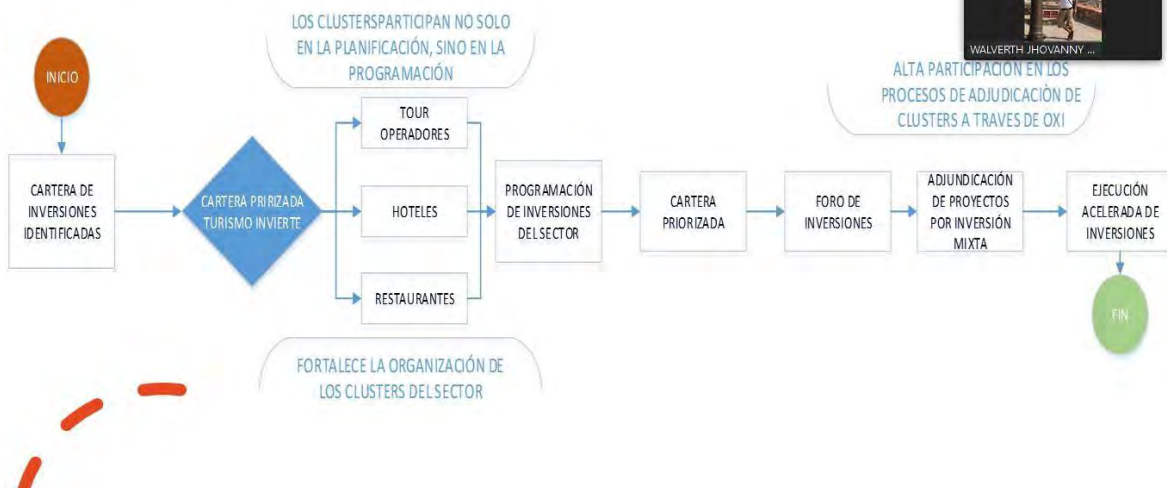 LOS CLUSTERSPARTICIPAN NO SOLO
EN LA PLANIFICACIÓN, SINO EN LA
PROGRAMACIÓN
WALVERTH JHOVANNY ...
ALTA PARTICIPACIÓN EN LOS
PROCESOS DE ADJUDICACIÒN DE
CLUSTERS A TRAVES DE OXI
INICIO
CARTERA DE
INVERSIONES
IDENTIFICADAS
CARTERA PRIRIZADA
TURISMO INVIERTE
TOUR
OPERADORES
HOTELES
RESTAURANTES
PROGRAMACIÓN
DE INVERSIONES
DEL SECTOR
CARTERA
PRIORIZADA
FORO DE
INVERSIONES
ADJUNDICACIÓN
DE PROYECTOS
POR INVERSIÓN
MIXTA
EJECUCIÓN
ACELERADA DE
INVERSIONES
FIN
FORTALECE LA ORGANIZACIÓN DE
LOS CLUSTERS DEL SECTOR